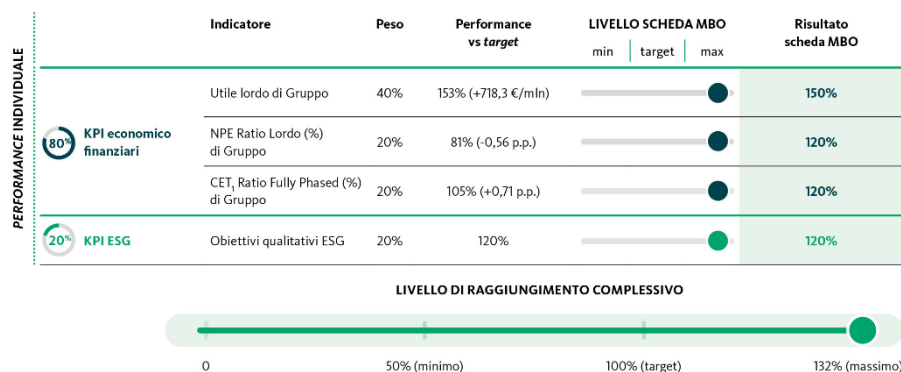 Indicatore Peso Performance vs target LIVELLO SCHEDA MBO Risultato scheda MBO
min target max
PERFORMANCE INDIVIDUALE
80% KPI economico finanziari
Utile lordo di Gruppo 40% 153% (+718,3 €/mln) 150%
NPE Ratio Lordo (%) di Gruppo 20% 81% (-0,56 p.p.) 120%
CET1 Ratio Fully Phased (%) di Gruppo 20% 105% (+0,71 p.p.) 120%
20% KPI ESG Obiettivi qualitativi ESG 20% 120% 120%
LIVELLO DI RAGGIUNGIMENTO COMPLESSIVO
0 50% (minimo) 100% (target) 132% (massimo)